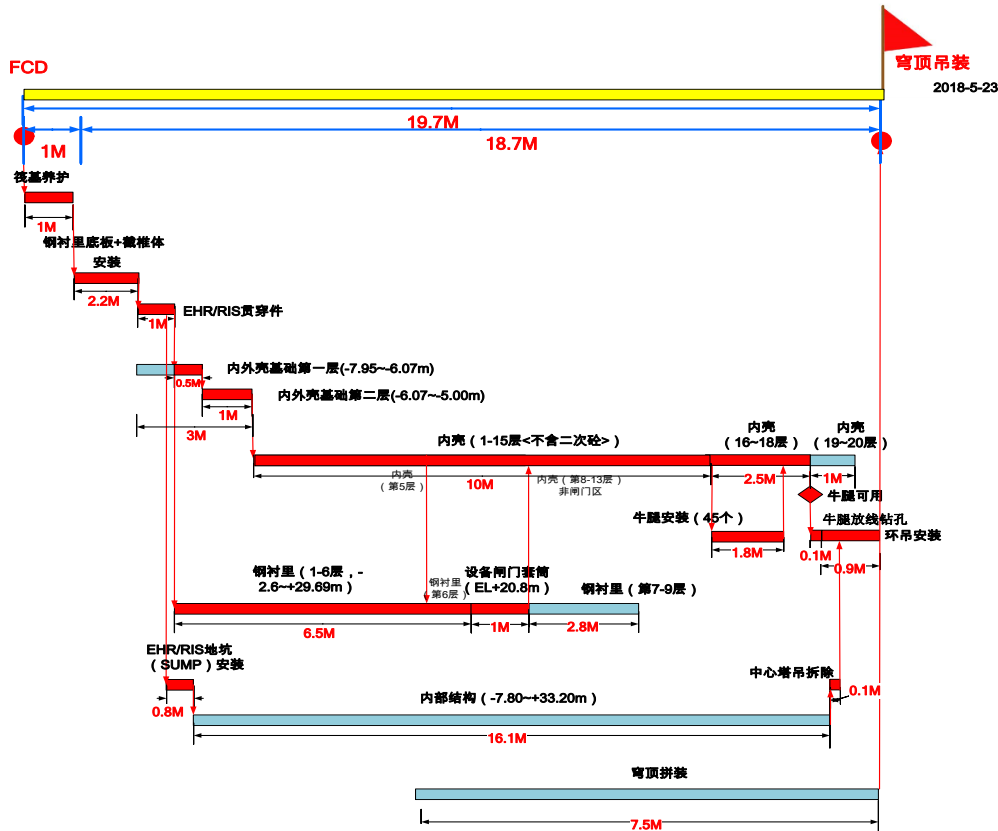 FCD
穹顶吊装
2018-5-23
19.7M
1M
18.7M
筏基养护
1M
钢衬里底板+截椎体
安装
2.2M
EHR/RIS贯穿件
1M
内外壳基础第一层(-7.95~-6.07m)
0.5M
内外壳基础第二层(-6.07~-5.00m)
1M
3M
内壳（1-15层<不含二次砼>）
内壳
（16~18层）
内壳
（19~20层）
内壳
（第5层）
10M
内壳（第8-13层）
非闸门区
2.5M
1M
牛腿可用
牛腿安装（45个）
牛腿放线钻孔
环吊安装
1.8M
0.1M
0.9M
钢衬里（1-6层，-
2.6~+29.69m）
钢衬里
（第6层）
设备闸门套筒
（EL+20.8m）
钢衬里（第7-9层）
6.5M
1M
2.8M
EHR/RIS地坑
（SUMP）安装
中心塔吊拆除
0.8M
内部结构（-7.80~+33.20m）
0.1M
16.1M
穹顶拼装
7.5M